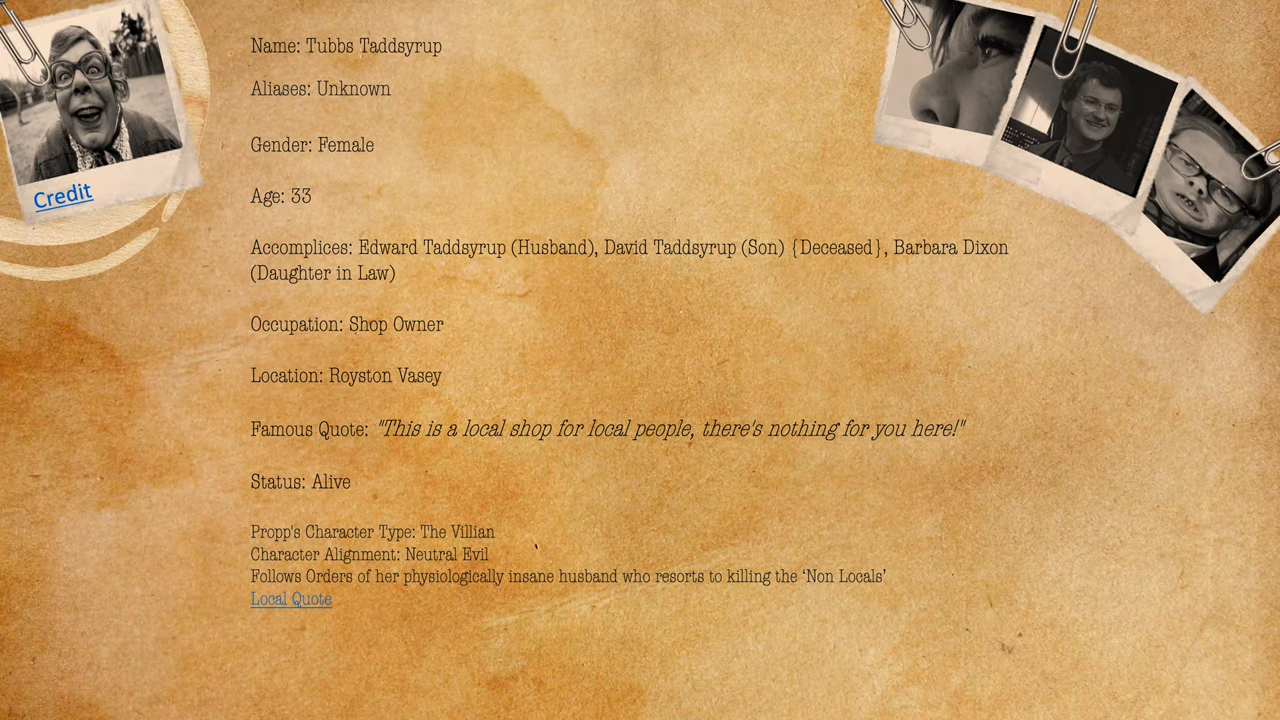 Credit
Name: Tubbs Taddsyrup
Aliases: Unknown
Gender: Female
Age: 33
Accomplices: Edward Taddsyrup (Husband), David Taddsyrup (Son) {Deceased}, Barbara Dixon
(Daughter in Law)
Occupation: Shop Owner
Location: Royston Vasey
Famous Quote: "This is a local shop for local people, there's nothing for you here!"
Status: Alive
Propp's Character Type: The Villian
Character Alignment: Neutral Evil
Follows Orders of her physiologically insane husband who resorts to killing the ‘Non Locals’
Local Quote